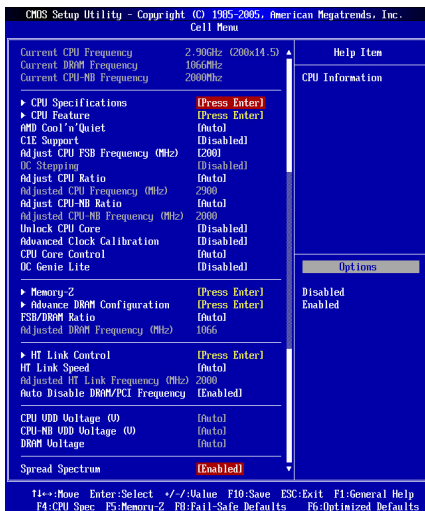 CMOS Setup Utility - Copyright (C) 1985-2005, American Megatrends, Inc.
Cell Menu
Current CPU Frequency 2.90GHz (200x14.5)
Current DRAM Frequency 1066MHz
Current CPU-NB Frequency 2000Mhz
CPU Specifications [Press Enter]
CPU Feature [Press Enter]
AMD Cool'n'Quiet [Auto]
C1E Support [Disabled]
Adjust CPU FSB Frequency (MHz) [200]
OC Stepping [Disabled]
Adjust CPU Ratio [Auto]
Adjusted CPU Frequency (MHz) 2900
Adjust CPU-NB Ratio [Auto]
Adjusted CPU-NB Frequency (MHz) 2000
Unlock CPU Core [Disabled]
Advanced Clock Calibration [Disabled]
CPU Core Control [Auto]
OC Genie Lite [Disabled]
Memory-Z [Press Enter]
Advance DRAM Configuration [Press Enter]
FSB/DRAM Ratio [Auto]
Adjusted DRAM Frequency (MHz) 1066
HT Link Control [Press Enter]
HT Link Speed [Auto]
Adjusted HT Link Frequency (MHz) 2000
Auto Disable DRAM/PCI Frequency [Enabled]
CPU VDD Voltage (V) [Auto]
CPU-NB VDD Voltage (V) [Auto]
DRAM Voltage [Auto]
Spread Spectrum [Enabled]
Help Item
CPU Information
Options
Disabled
Enabled
↑↓←→:Move Enter:Select +/-/:Value F10:Save ESC:Exit F1:General Help
F4:CPU Spec F5:Memory-Z F8:Fail-Safe Defaults F6:Optimized Defaults